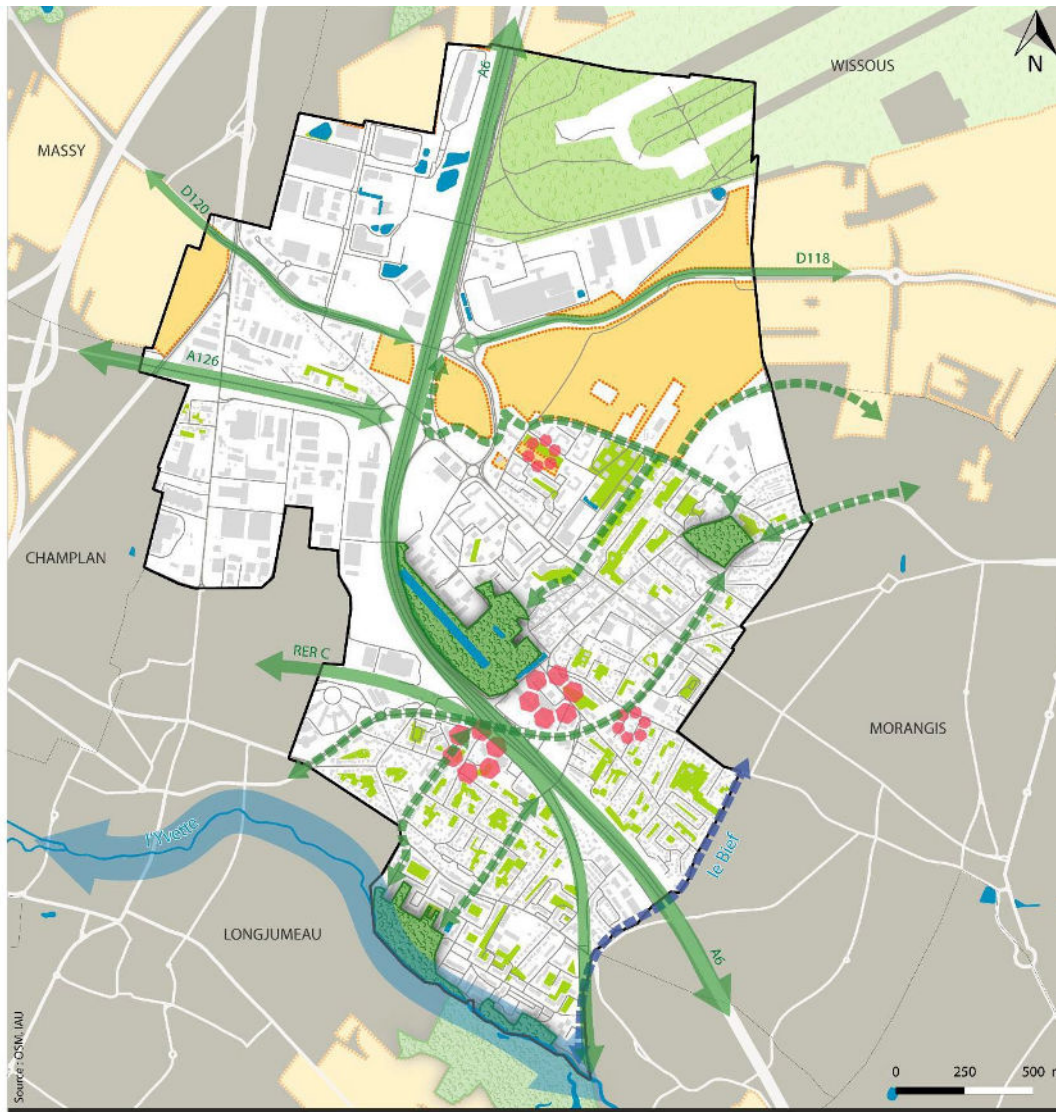 A6
WISSOUS
N
MASSY
D120
D118
A126
CHAMPLAN
RER C
MORANGIS
l'Yvette
le Bief
LONGJUMEAU
A6
Source : OSM, IAU
0 250 500 m